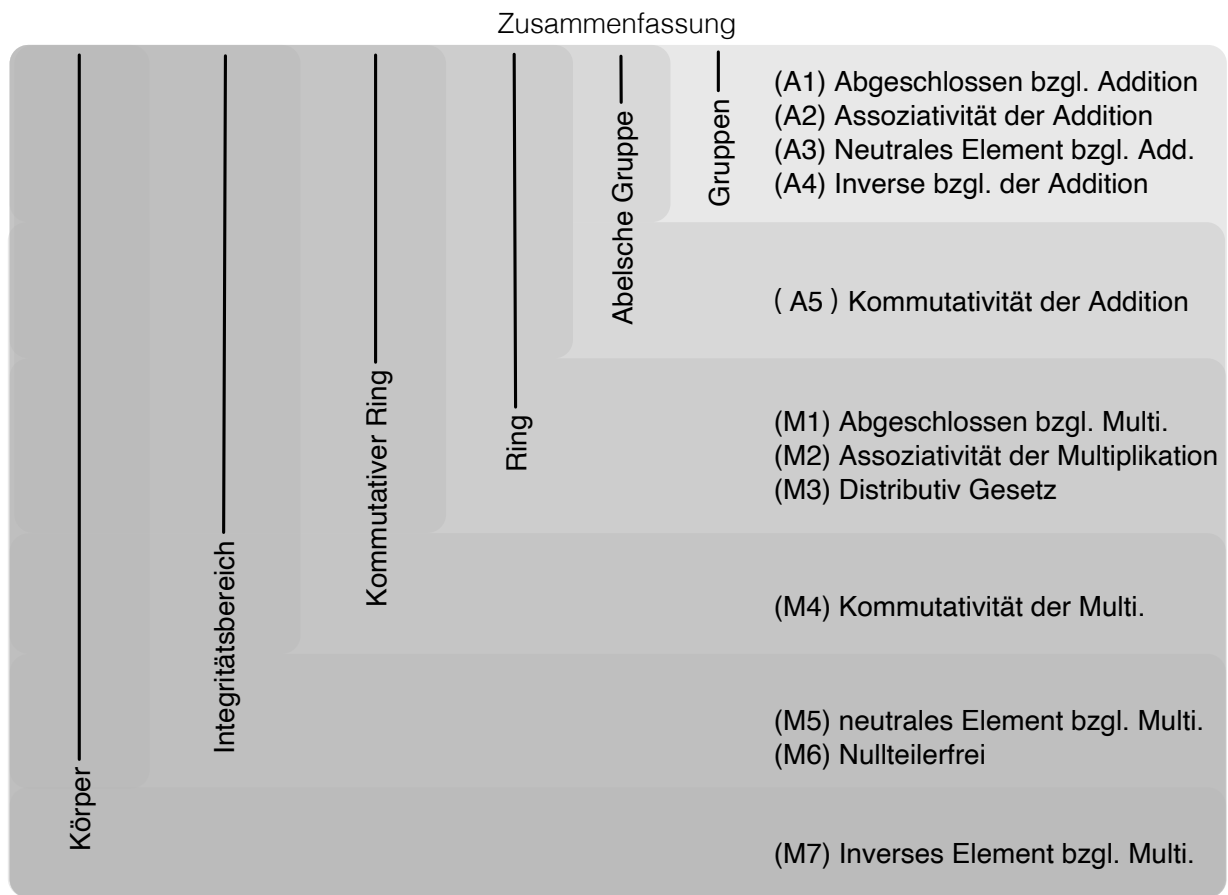 Zusammenfassung
Körper
Integritätsbereich
Kommutativer Ring
Ring
Abelsche Gruppe
Gruppen
(A1) Abgeschlossen bzgl. Addition
(A2) Assoziativität der Addition
(A3) Neutrales Element bzgl. Add.
(A4) Inverse bzgl. der Addition
( A5 ) Kommutativität der Addition
(M1) Abgeschlossen bzgl. Multi.
(M2) Assoziativität der Multiplikation
(M3) Distributiv Gesetz
(M4) Kommutativität der Multi.
(M5) neutrales Element bzgl. Multi.
(M6) Nullteilerfrei
(M7) Inverses Element bzgl. Multi.